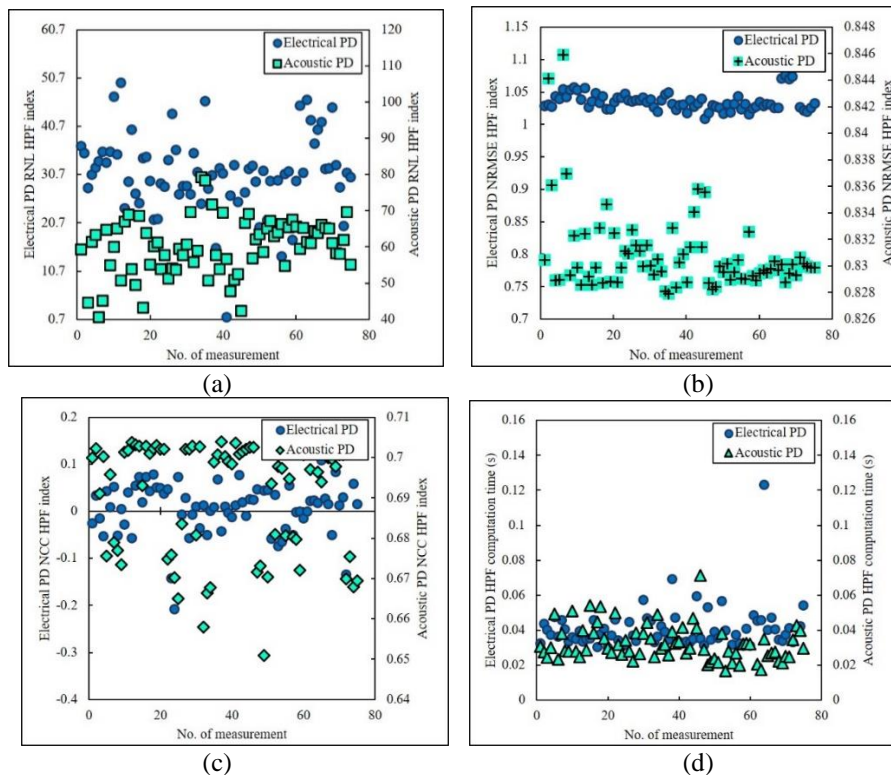 60.7
50.7
40.7
30.7
20.7
10.7
0.7
Electrical PD RNL HPF index
120
100
80
60
40
20
0
Acoustic PD RNL HPF index
Electrical PD
Acoustic PD
0 20 40 60 80
No. of measurement
(a)
1.15
1.1
1.05
1
0.95
0.9
0.85
0.8
0.75
0.7
Electrical PD NRMSE HPF index
0.848
0.846
0.844
0.842
0.84
0.838
0.836
0.834
0.832
0.83
0.828
0.826
Acoustic PD NRMSE HPF index
Electrical PD
Acoustic PD
0 20 40 60 80
No. of measurement
(b)
0.2
0.1
0
-0.1
-0.2
-0.3
-0.4
Electrical PD NCC HPF index
0.71
0.7
0.69
0.68
0.67
0.66
0.65
0.64
Acoustic PD NCC HPF index
Electrical PD
Acoustic PD
0 20 40 60 80
No. of measurement
(c)
0.16
0.14
0.12
0.1
0.08
0.06
0.04
0.02
0
Electrical PD HPF computation time (s)
0.16
0.14
0.12
0.1
0.08
0.06
0.04
0.02
0
Acoustic PD HPF computation time (s)
Electrical PD
Acoustic PD
0 20 40 60 80
No. of measurement
(d)